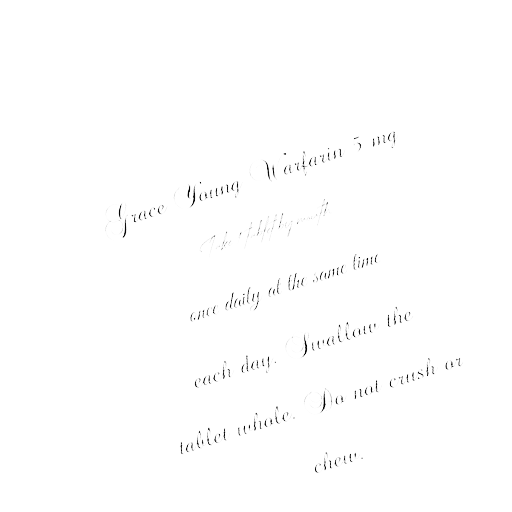 Grace Young Warfarin 5 mg
Take
once daily at the same time
each day. Swallow the
tablet whole. Do not crush or
chew.